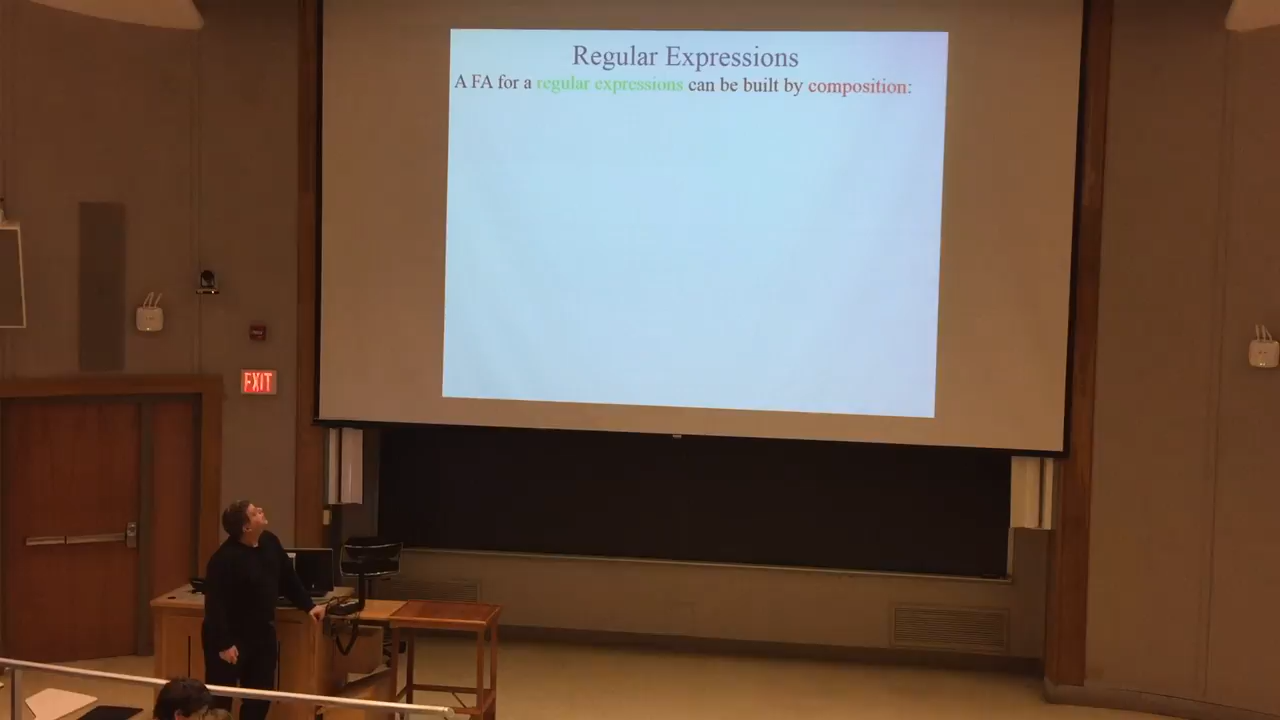 Regular Expressions
A FA for a regular expressions can be built by composition:
EXIT